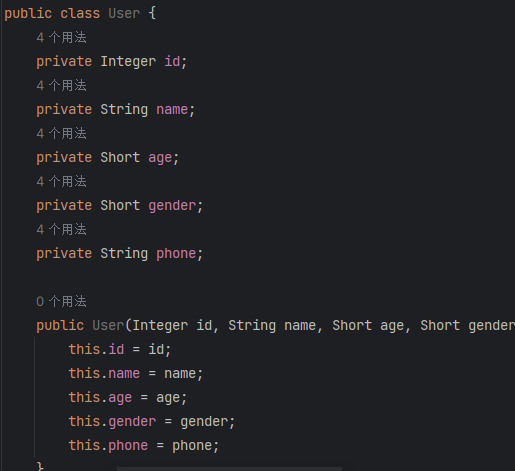 public class User {
4 个用法
private Integer id;
4 个用法
private String name;
4 个用法
private Short age;
4 个用法
private Short gender;
4 个用法
private String phone;
0 个用法
public User(Integer id, String name, Short age, Short gender
this.id = id;
this.name = name;
this.age = age;
this.gender = gender;
this.phone = phone;
}